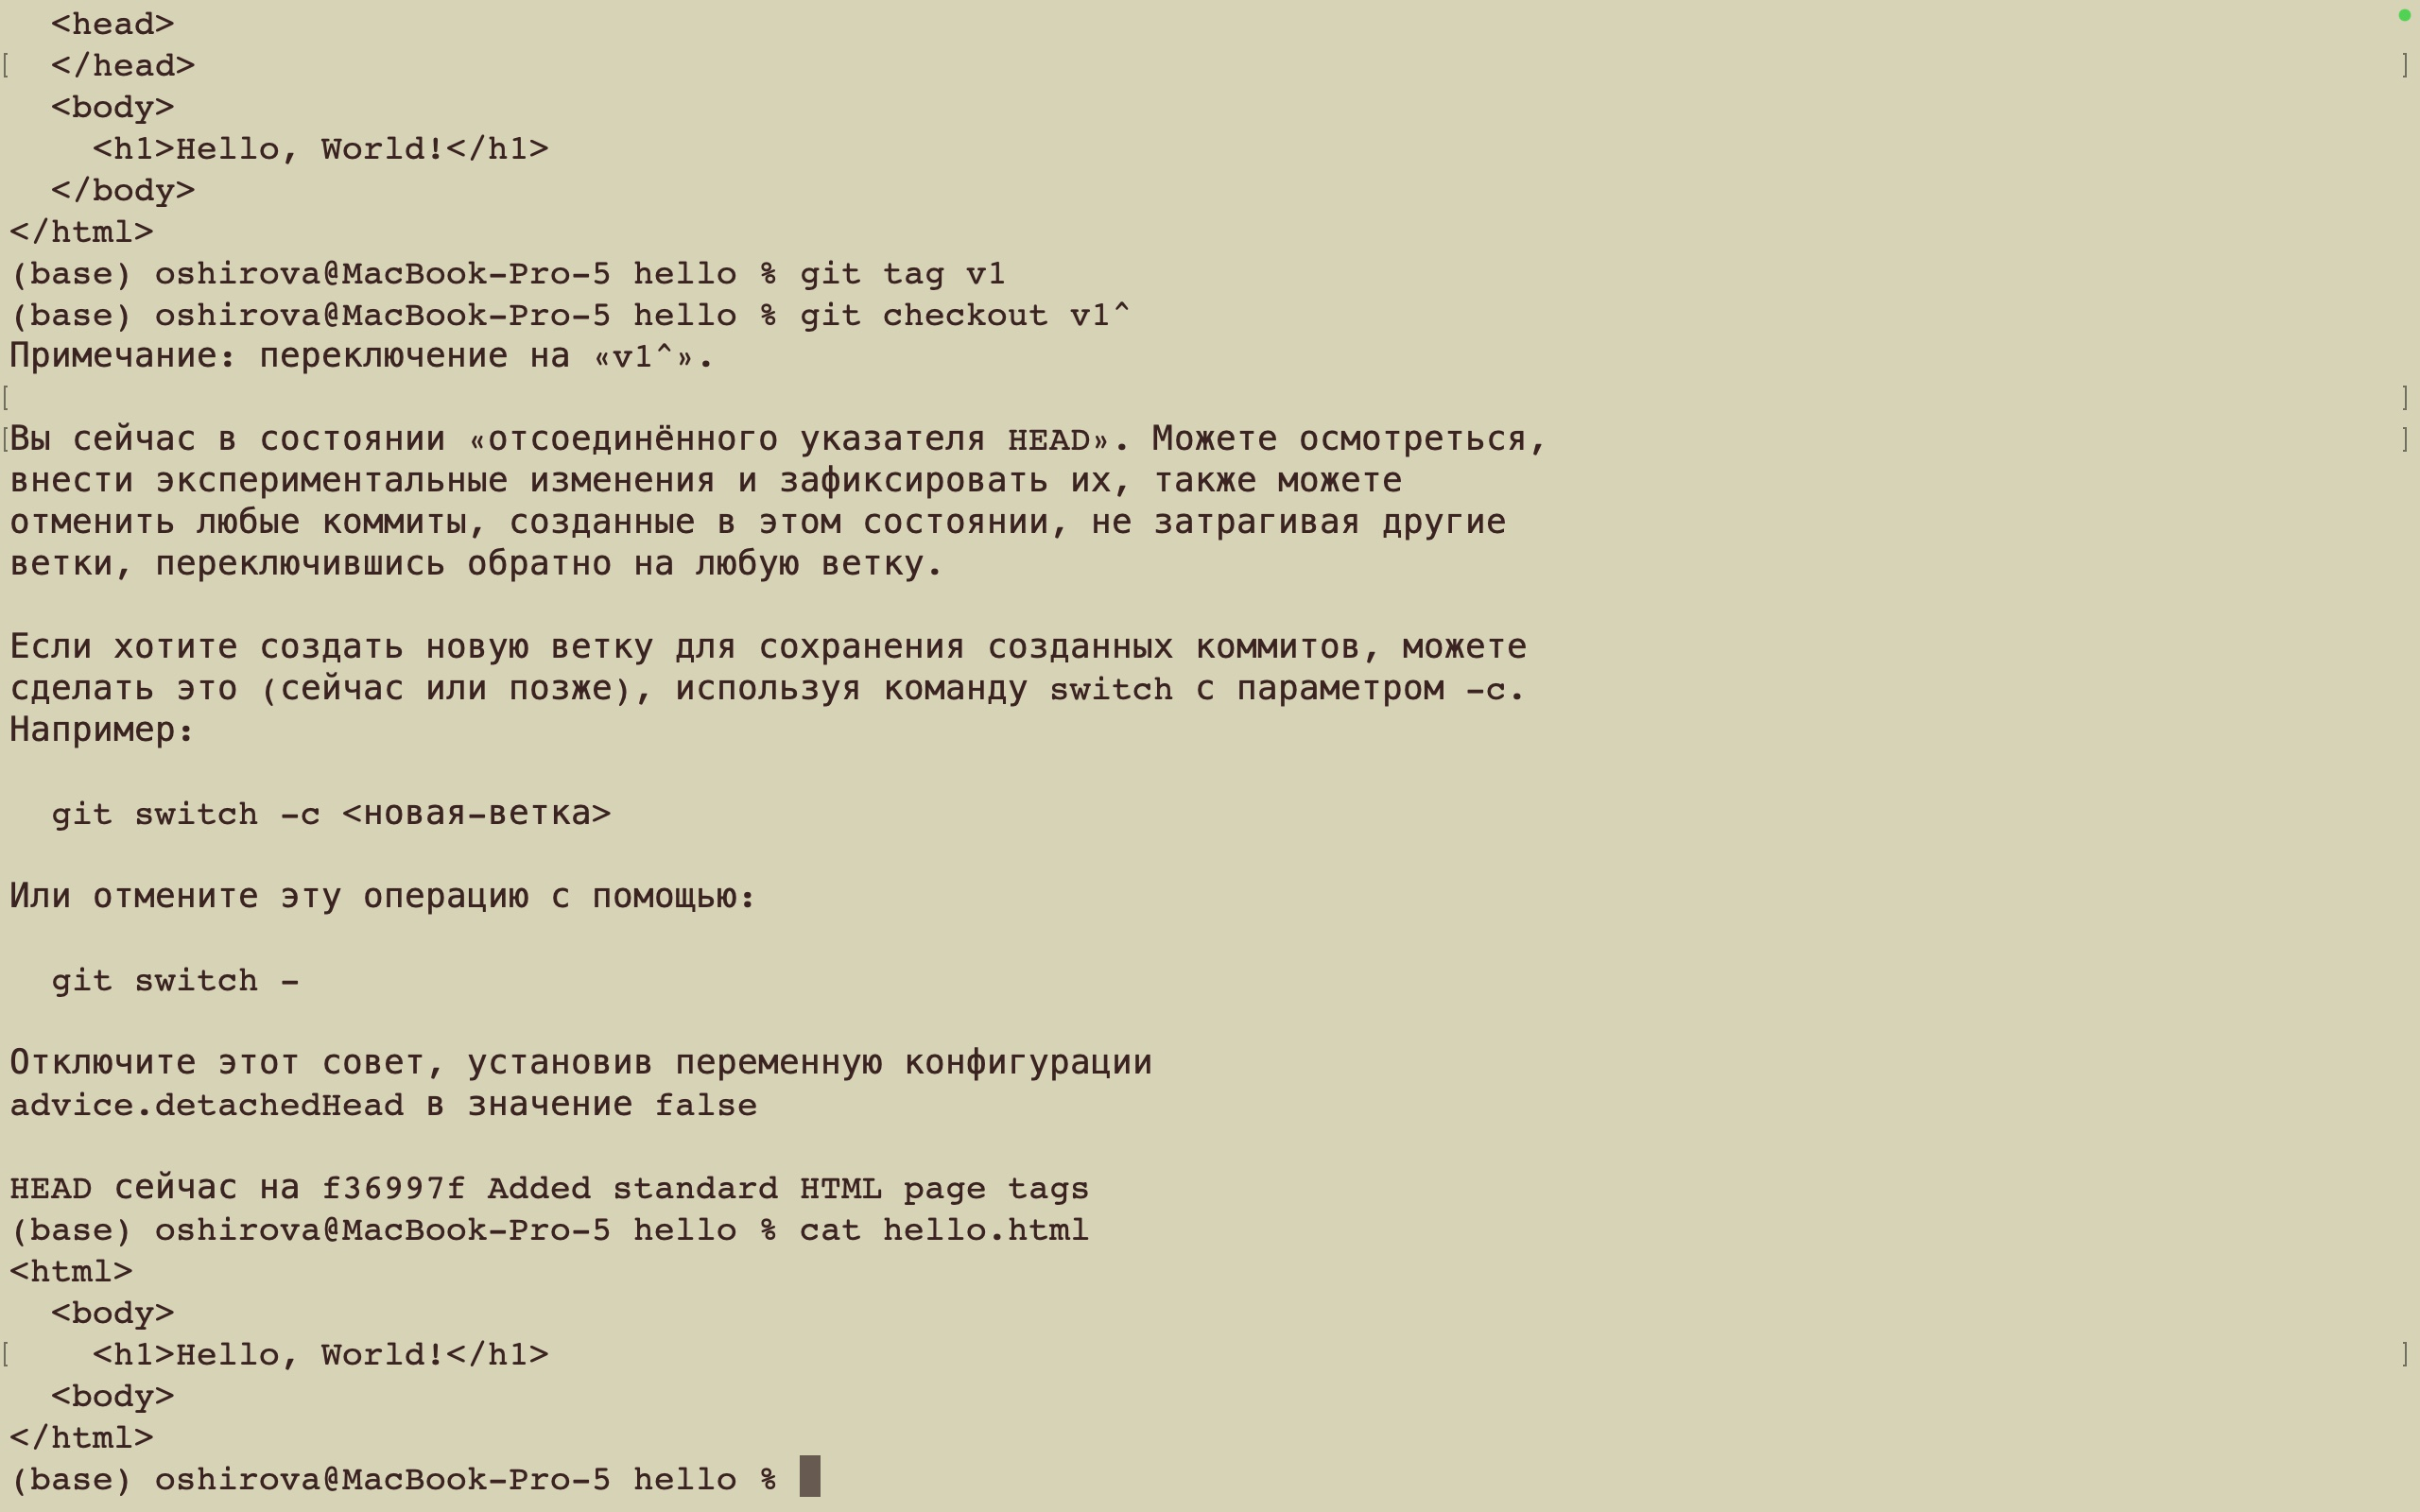 <head>
  </head>
  <body>
    <h1>Hello, World!</h1>
  </body>
</html>
(base) oshirova@MacBook-Pro-5 hello % git tag v1
(base) oshirova@MacBook-Pro-5 hello % git checkout v1^
Примечание: переключение на «v1^».
Вы сейчас в состоянии «отсоединённого указателя HEAD». Можете осмотреться,
внести экспериментальные изменения и зафиксировать их, также можете
отменить любые коммиты, созданные в этом состоянии, не затрагивая другие
ветки, переключившись обратно на любую ветку.
Если хотите создать новую ветку для сохранения созданных коммитов, можете
сделать это (сейчас или позже), используя команду switch с параметром -c.
Например:
  git switch -c <новая-ветка>
Или отмените эту операцию с помощью:
  git switch -
Отключите этот совет, установив переменную конфигурации
advice.detachedHead в значение false
HEAD сейчас на f36997f Added standard HTML page tags
(base) oshirova@MacBook-Pro-5 hello % cat hello.html
<html>
  <body>
    <h1>Hello, World!</h1>
  <body>
</html>
(base) oshirova@MacBook-Pro-5 hello %